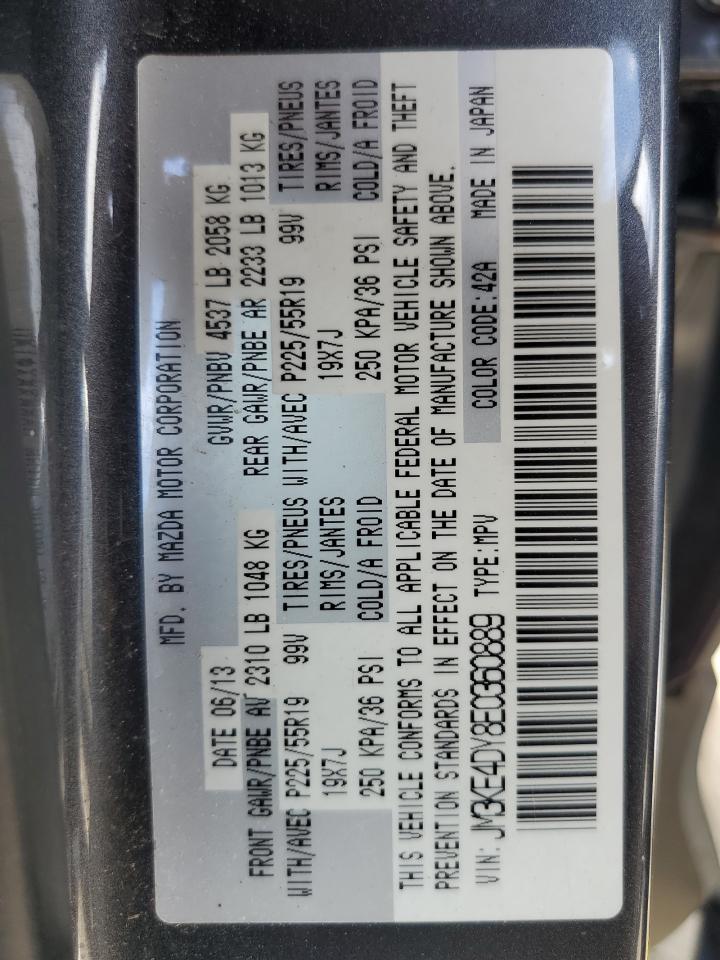 MFD. BY MAZDA MOTOR CORPORATION
DATE 06/13 GVWR/PNBV 4537 LB 2058 KG
FRONT GAWR/PNBE AV 2310 LB 1048 KG REAR GAWR/PNBE AR 2233 LB 1013 KG
WITH/AVEC P225/55R19 99V TIRES/PNEUS WITH/AVEC P225/55R19 99V TIRES/PNEUS
19X7J RIMS/JANTES 19X7J RIMS/JANTES
250 KPA/36 PSI COLD/A FROID 250 KPA/36 PSI COLD/A FROID
THIS VEHICLE CONFORMS TO ALL APPLICABLE FEDERAL MOTOR VEHICLE SAFETY AND THEFT
PREVENTION STANDARDS IN EFFECT ON THE DATE OF MANUFACTURE SHOWN ABOVE.
VIN: JM3KE4DY8E0360889 TYPE:MPV COLOR CODE:42A MADE IN JAPAN